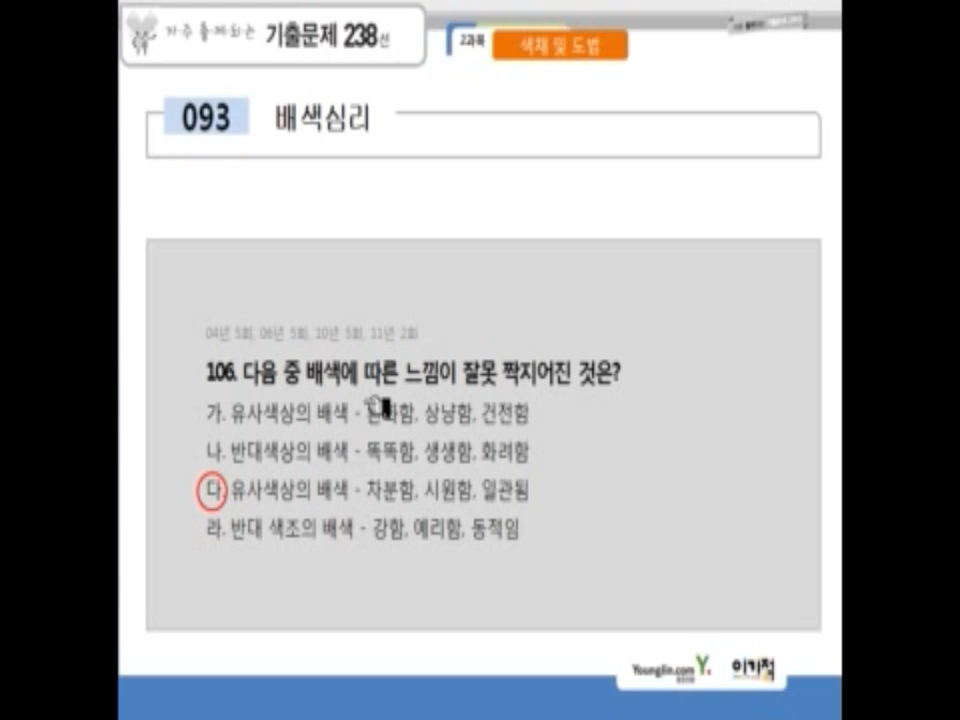 자주 출제되는 기출문제 238선
2과목 색채 및 도법
093 배색심리
04년 5회, 06년 5회, 10년 5회, 11년 2회
106. 다음 중 배색에 따른 느낌이 잘못 짝지어진 것은?
가. 유사색상의 배색 - 상냥함, 건전함
나. 반대색상의 배색 - 똑똑함, 생생함, 화려함
다. 유사색상의 배색 - 차분함, 시원함, 일관됨
라. 반대 색조의 배색 - 강함, 예리함, 동적임
Youngjin.com Y.
이기적